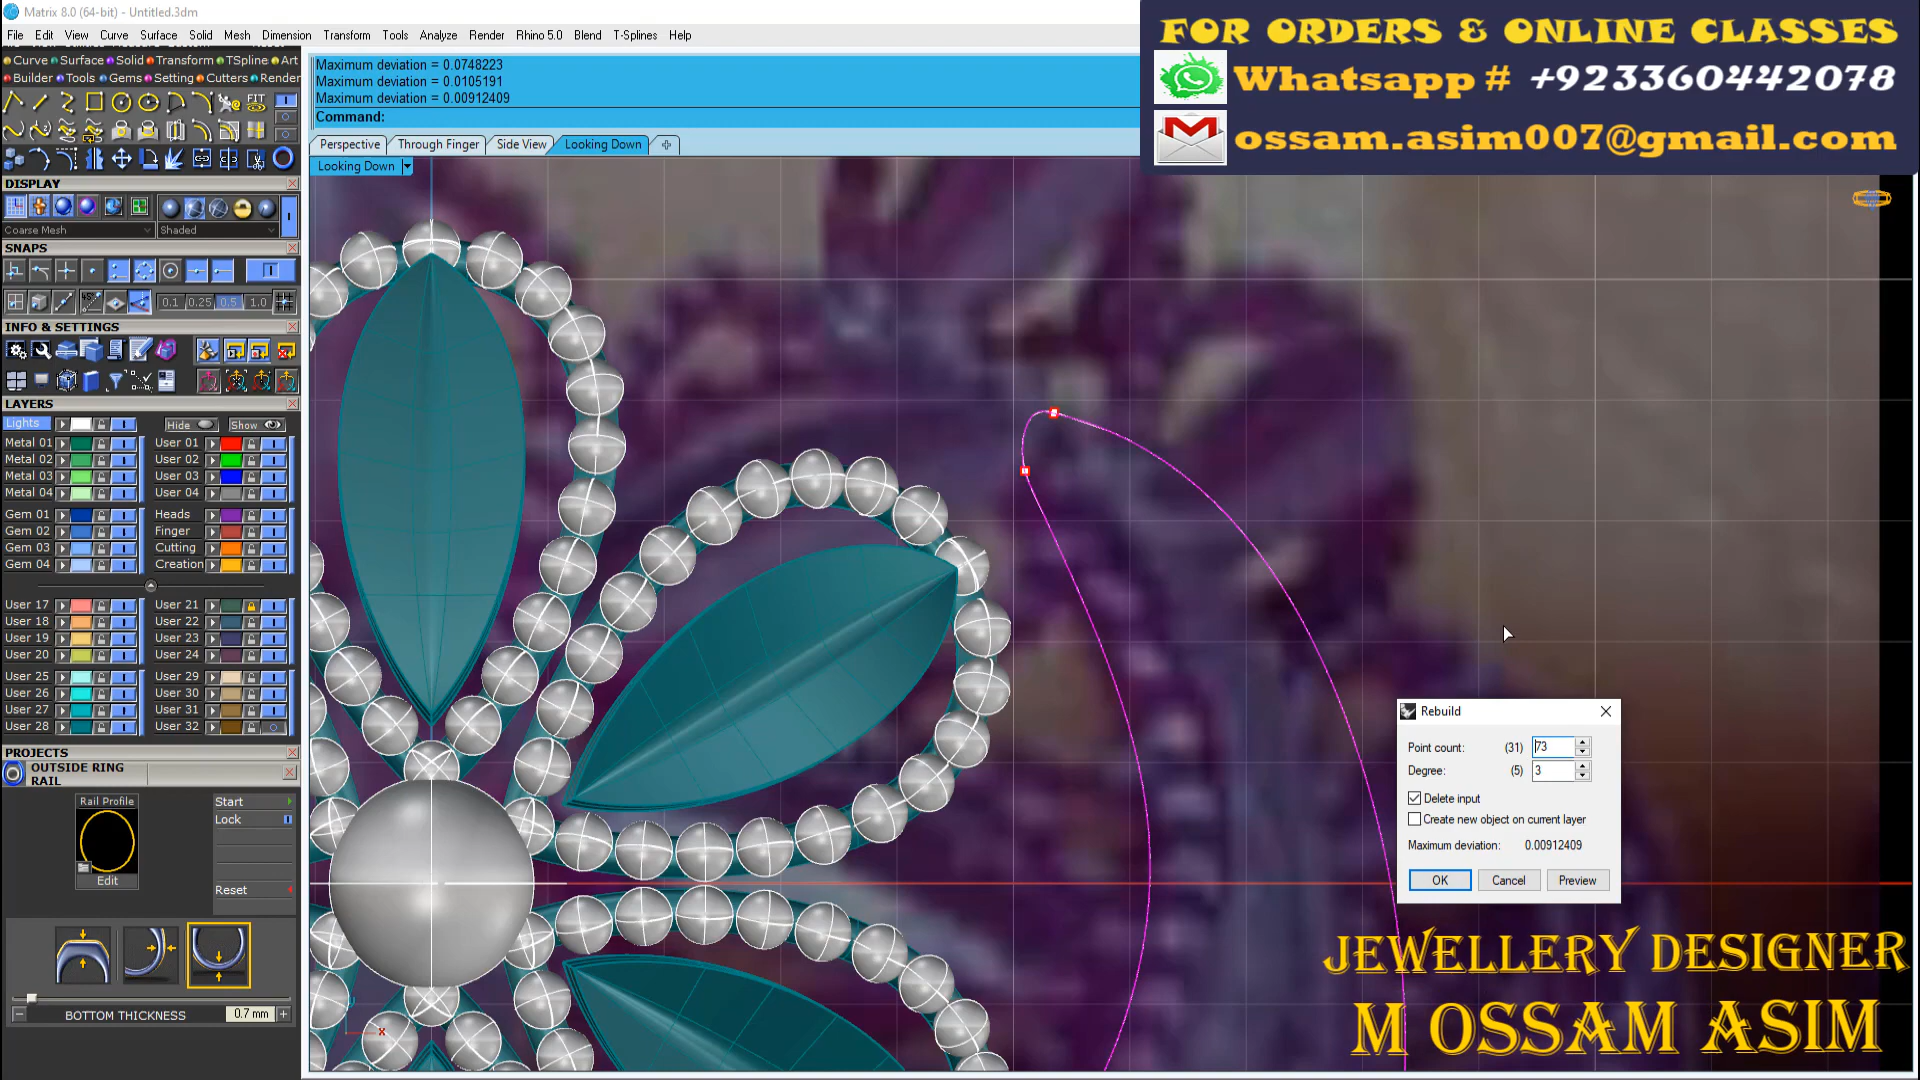 Matrix 8.0 (64-bit) - Untitled.3dm
File Edit View Curve Surface Solid Mesh Dimension Transform Tools Analyze Render Rhino 5.0 Blend T-Splines Help
Curve Surface Solid Transform TSpline Art
Builder Tools Gems Setting Cutters Render
FIT
Maximum deviation = 0.0748223
Maximum deviation = 0.0105191
Maximum deviation = 0.00912409
Command:
Perspective Through Finger Side View Looking Down
Looking Down
FOR ORDERS & ONLINE CLASSES
Whatsapp # +923360442078
ossam.asim007@gmail.com
DISPLAY
Coarse Mesh Shaded
SNAPS
0.1 0.25 0.5 1.0
INFO & SETTINGS
LAYERS
Lights Hide Show
Metal 01 User 01
Metal 02 User 02
Metal 03 User 03
Metal 04 User 04
Gem 01 Heads
Gem 02 Finger
Gem 03 Cutting
Gem 04 Creation
User 17 User 21
User 18 User 22
User 19 User 23
User 20 User 24
User 25 User 29
User 26 User 30
User 27 User 31
User 28 User 32
PROJECTS
OUTSIDE RING
RAIL
Rail Profile
Edit
Start
Lock
Reset
BOTTOM THICKNESS 0.7 mm
x
Rebuild
Point count: (31) 73
Degree: (5) 3
Delete input
Create new object on current layer
Maximum deviation: 0.00912409
OK Cancel Preview
JEWELLERY DESIGNER
M OSSAM ASIM